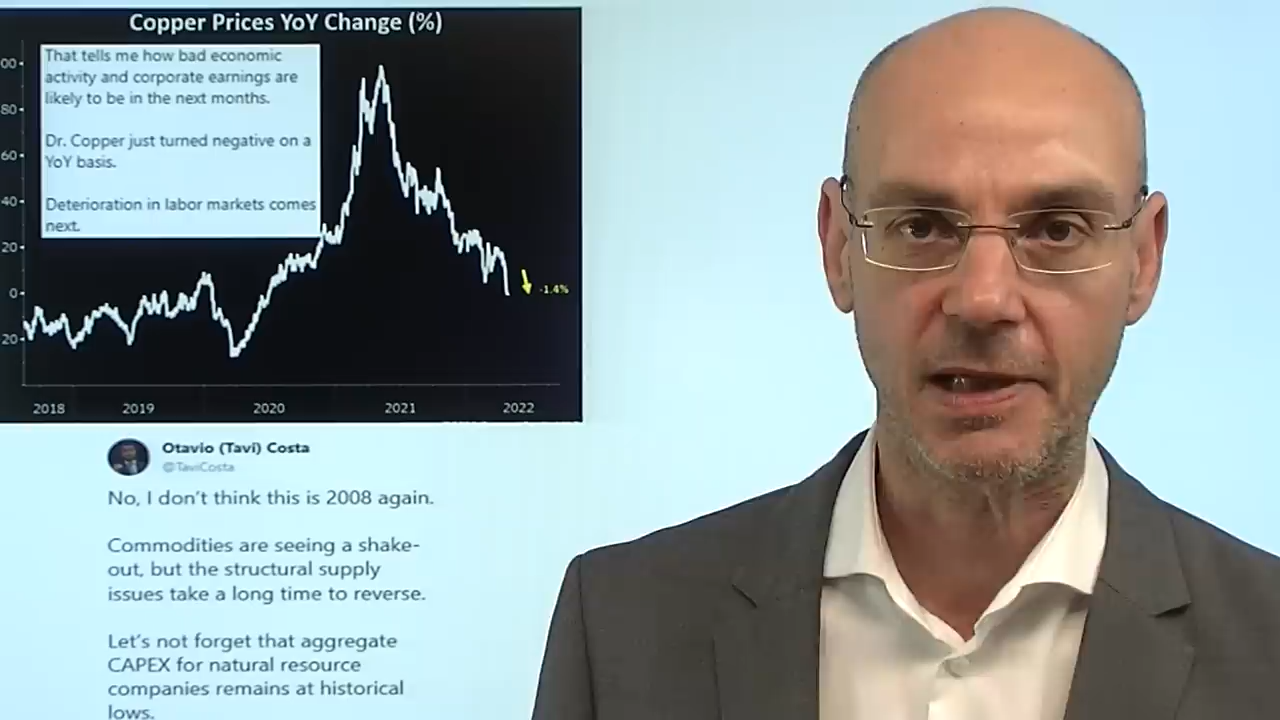 Copper Prices YoY Change (%)
That tells me how bad economic
activity and corporate earnings are
likely to be in the next months.
Dr. Copper just turned negative on a
YoY basis.
Deterioration in labor markets comes
next.
00
80
60
40
20
0
20
-1.4%
2018 2019 2020 2021 2022
Otavio (Tavi) Costa
@TaviCosta
No, I don't think this is 2008 again.
Commodities are seeing a shake-
out, but the structural supply
issues take a long time to reverse.
Let's not forget that aggregate
CAPEX for natural resource
companies remains at historical
lows.